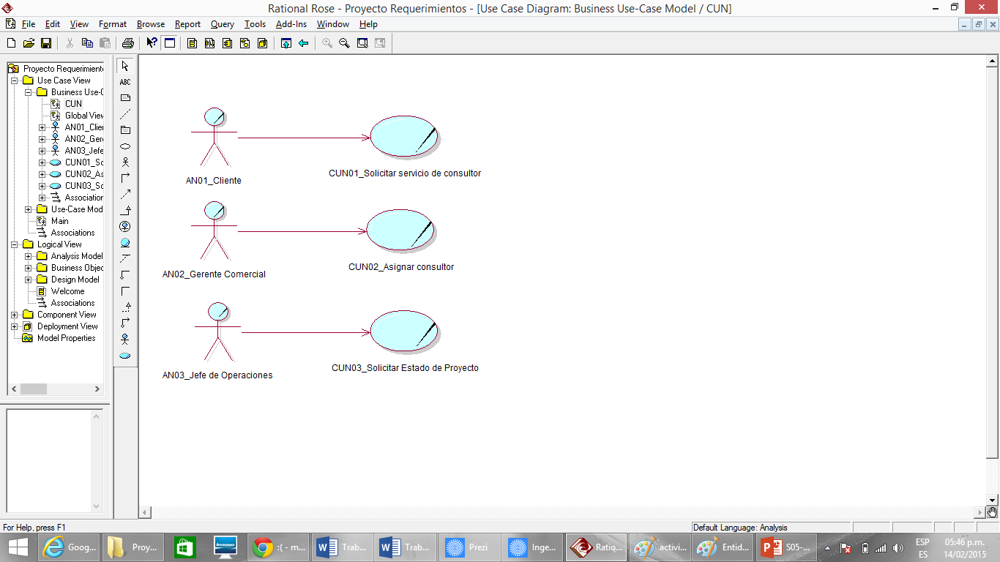 Rational Rose - Proyecto Requerimientos - [Use Case Diagram: Business Use-Case Model / CUN]
File Edit View Format Browse Report Query Tools Add-Ins Window Help
Proyecto Requerimient
Use Case View
Business Use-C
CUN
Global View
AN01_Clie
AN02_Ger
AN03_Jefe
CUN01_So
CUN02_As
CUN03_So
Association
Use-Case Mod
Main
Associations
Logical View
Analysis Model
Business Objec
Design Model
Welcome
Associations
Component View
Deployment View
Model Properties
ABC
AN01_Cliente
CUN01_Solicitar servicio de consultor
AN02_Gerente Comercial
CUN02_Asignar consultor
AN03_Jefe de Operaciones
CUN03_Solicitar Estado de Proyecto
For Help, press F1
Default Language: Analysis
Goog...
Proy...
lenovo
:( - m...
Trab...
Trab...
Prezi
Inge...
Ratio...
activi...
Entid...
S05-...
ESP
ES
05:46 p.m.
14/02/2015